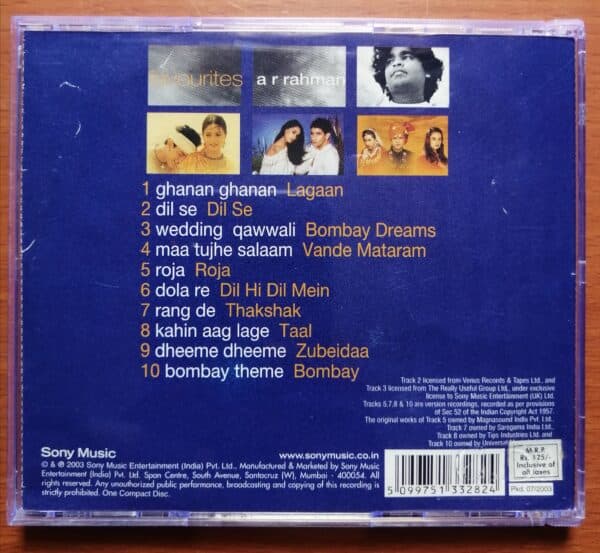 favourites
a r rahman
1 ghanan ghanan Lagaan
2 dil se Dil Se
3 wedding qawwali Bombay Dreams
4 maa tujhe salaam Vande Mataram
5 roja Roja
6 dola re Dil Hi Dil Mein
7 rang de Thakshak
8 kahin aag lage Taal
9 dheeme dheeme Zubeidaa
10 bombay theme Bombay
Track 2 licensed from Venus Records & Tapes Ltd., and
Track 3 licensed from The Really Useful Group Ltd., under exclusive
license to Sony Music Entertainment (UK) Ltd.
Tracks 5,7,8 & 10 are version recordings, recorded as per provisions
of Sec 52 of the Indian Copyright Act 1957.
The original works of Track 5 owned by Magnasound India Pvt. Ltd.
Track 7 owned by Saregama India Ltd.
Track 8 owned by Tips Industries Ltd. and
Track 10 owned by
Sony Music
www.sonymusic.co.in
© & ℗ 2003 Sony Music Entertainment (India) Pvt. Ltd., Manufactured & Marketed by Sony Music
Entertainment (India) Pvt. Ltd. Span Centre, South Avenue, Santacruz (W), Mumbai - 400054. All
rights reserved. Any unauthorized public performance, broadcasting and copying of this recording is
strictly prohibited. One Compact Disc.
5 099751 332824
M.R.P.
Rs. 125/-
Inclusive of
all taxes
Pkd. 07/2003